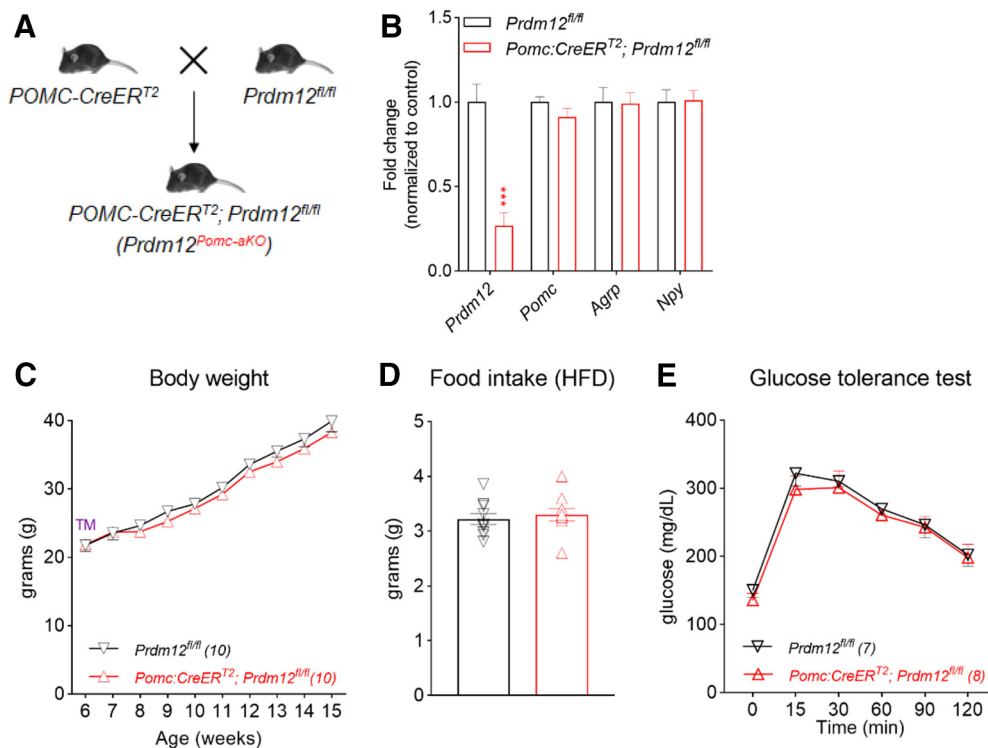 A
POMC-CreER^T2
Prdm12^fl/fl
POMC-CreER^T2; Prdm12^fl/fl
(Prdm12^Pomc-aKO)
B
Prdm12^fl/fl
Pomc:CreER^T2; Prdm12^fl/fl
Fold change
(normalized to control)
1.0
0.5
0.0
***
Prdm12
Pomc
Agrp
Npy
C
Body weight
grams (g)
40
30
20
10
0
TM
Prdm12^fl/fl (10)
Pomc:CreER^T2; Prdm12^fl/fl (10)
6 7 8 9 10 11 12 13 14 15
Age (weeks)
D
Food intake (HFD)
grams (g)
5
4
3
2
1
0
E
Glucose tolerance test
glucose (mg/dL)
400
300
200
100
0
Prdm12^fl/fl (7)
Pomc:CreER^T2; Prdm12^fl/fl (8)
0 15 30 60 90 120
Time (min)